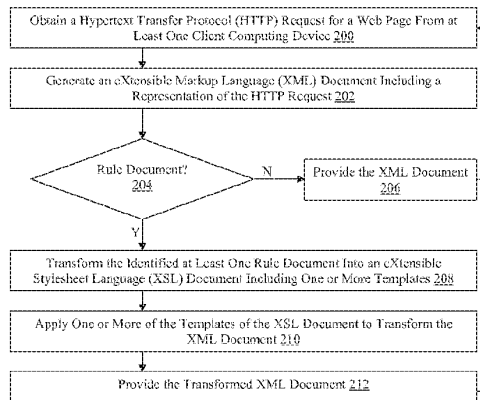 Obtain a Hypertext Transfer Protocol (HTTP) Request for a Web Page From at
Least One Client Computing Device 200
Generate an eXtensible Markup Language (XML) Document Including a
Representation of the HTTP Request 202
Rule Document?
204
N
Provide the XML Document
206
Y
Transform the Identified at Least One Rule Document Into an eXtensible
Stylesheet Language (XSL) Document Including One or More Templates 208
Apply One or More of the Templates of the XSL Document to Transform the
XML Document 210
Provide the Transformed XML Document 212